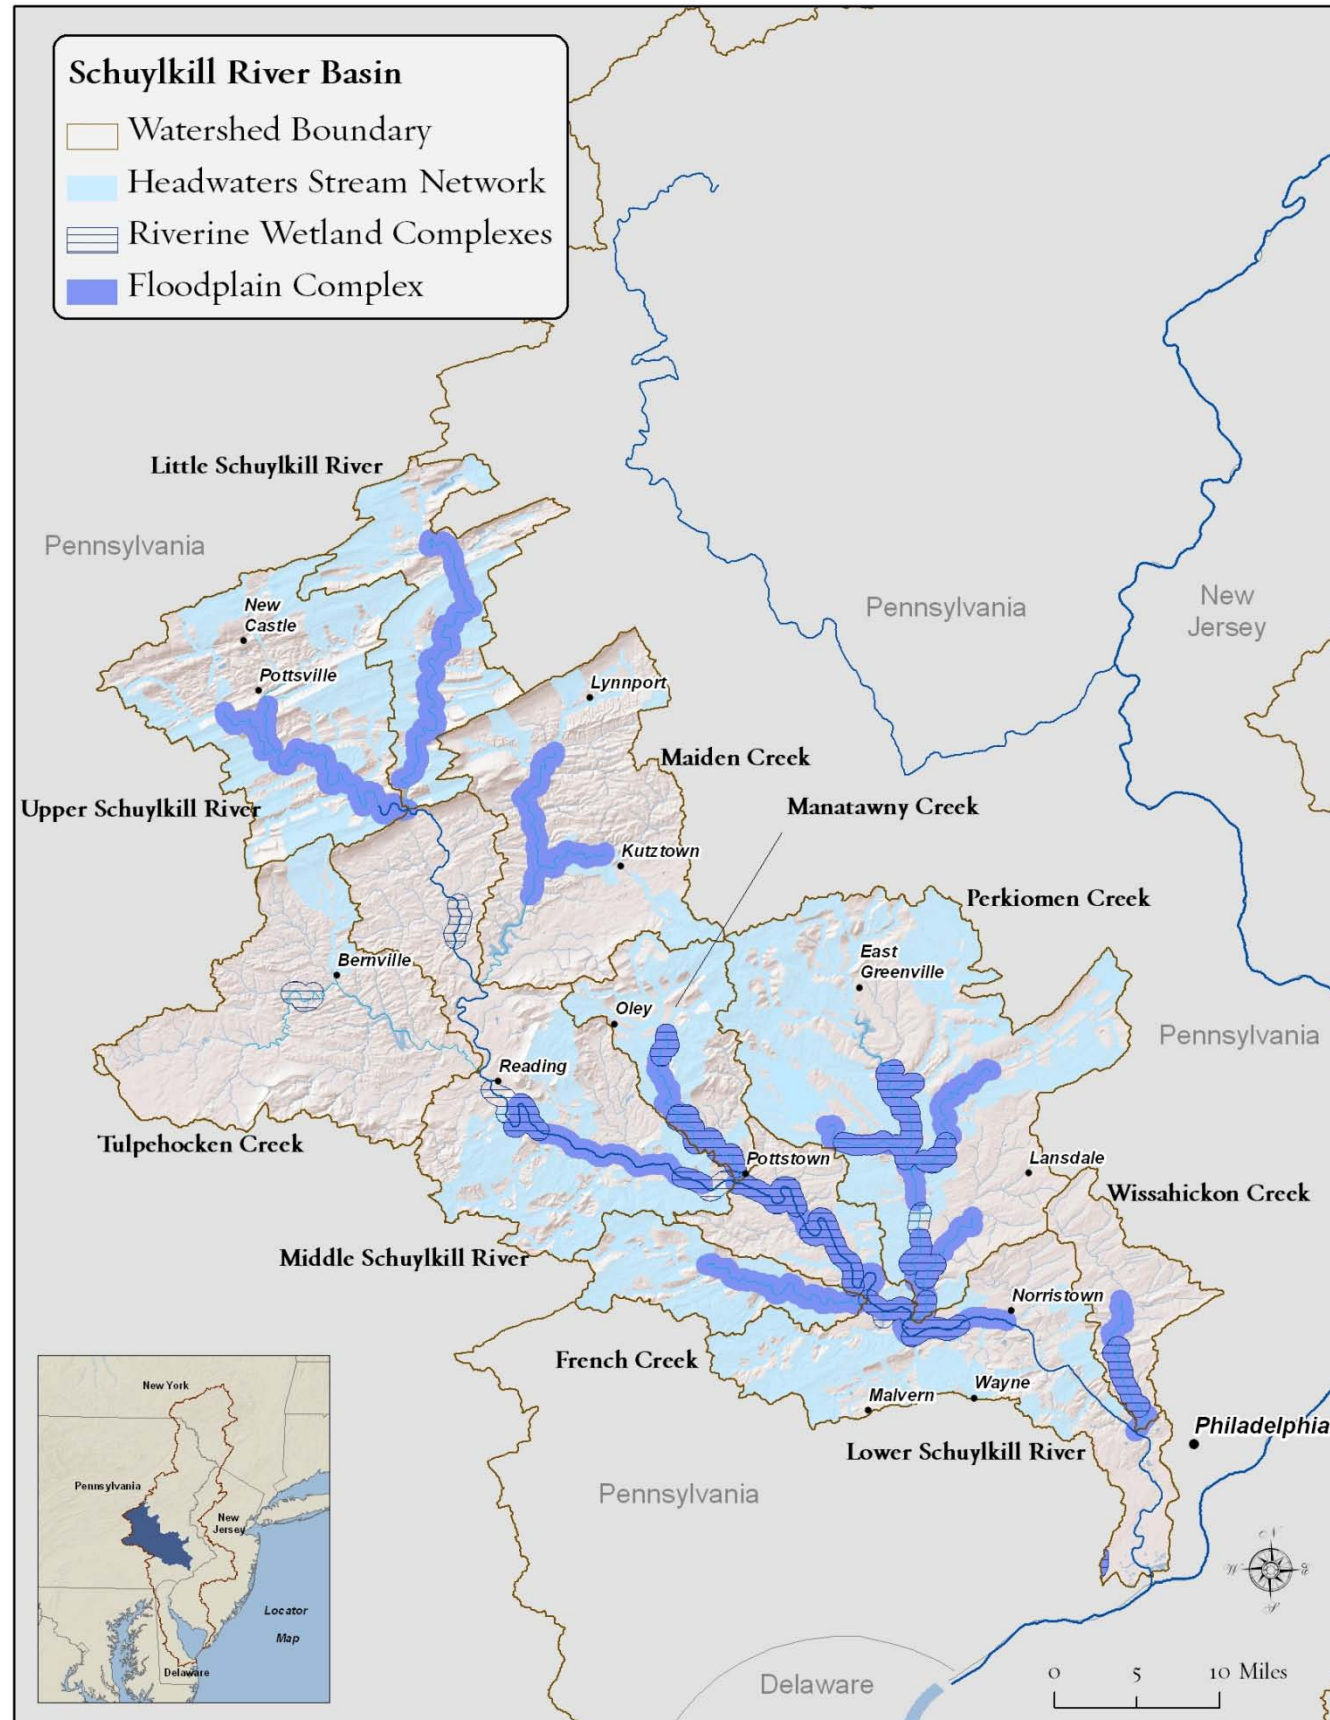 Schuylkill River Basin
Watershed Boundary
Headwaters Stream Network
Riverine Wetland Complexes
Floodplain Complex
Little Schuylkill River
Pennsylvania
Pennsylvania
New
Jersey
New
Castle
Pottsville
Lynnport
Maiden Creek
Upper Schuylkill River
Manatawny Creek
Kutztown
Perkiomen Creek
Bernville
East
Greenville
Oley
Pennsylvania
Reading
Tulpehocken Creek
Pottstown
Lansdale
Wissahickon Creek
Middle Schuylkill River
Norristown
French Creek
Malvern
Wayne
Philadelphia
Lower Schuylkill River
Pennsylvania
New York
Pennsylvania
New
Jersey
Locator
Map
Delaware
Delaware
N
W
S
0 5 10 Miles